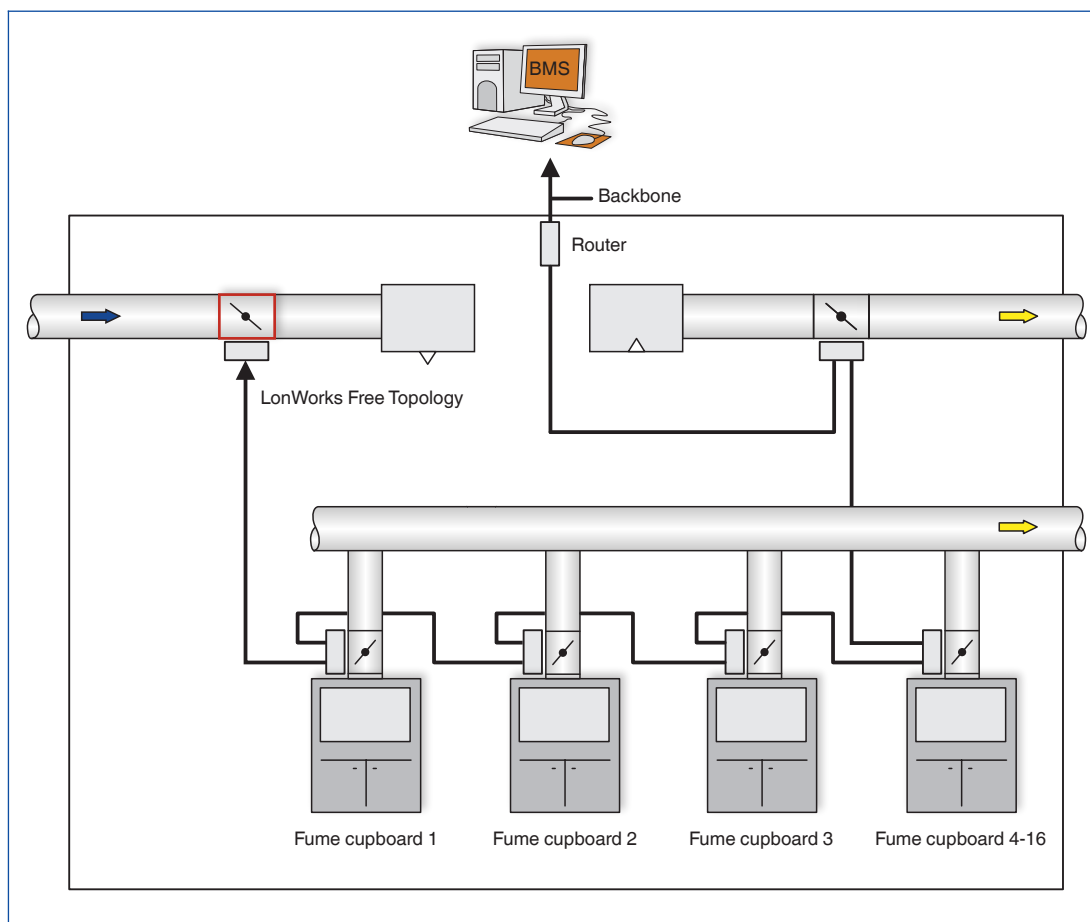 BMS
Backbone
Router
LonWorks Free Topology
Fume cupboard 1
Fume cupboard 2
Fume cupboard 3
Fume cupboard 4-16